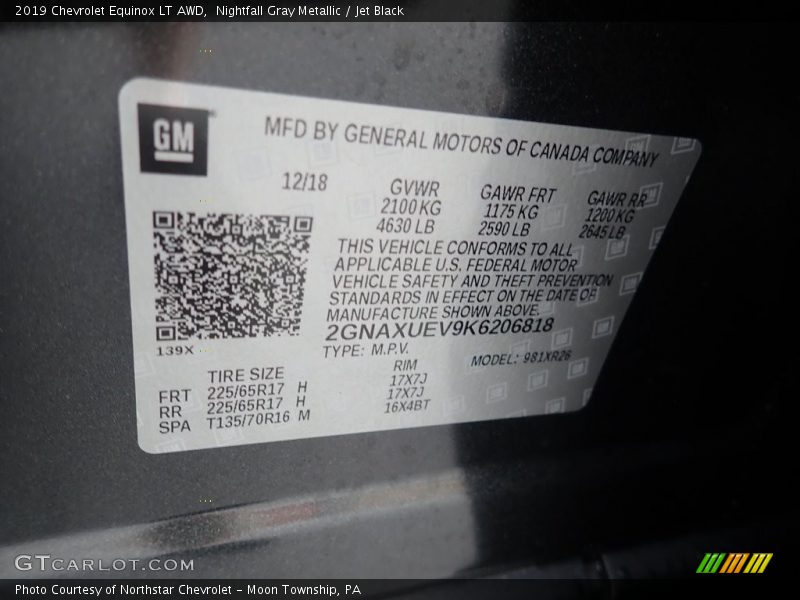 2019 Chevrolet Equinox LT AWD, Nightfall Gray Metallic / Jet Black
GM
MFD BY GENERAL MOTORS OF CANADA COMPANY
12/18
GVWR GAWR FRT GAWR RR
2100 KG 1175 KG 1200 KG
4630 LB 2590 LB 2645 LB
THIS VEHICLE CONFORMS TO ALL
APPLICABLE U.S. FEDERAL MOTOR
VEHICLE SAFETY AND THEFT PREVENTION
STANDARDS IN EFFECT ON THE DATE OF
MANUFACTURE SHOWN ABOVE.
2GNAXUEV9K6206818
139X
TYPE: M.P.V. MODEL: 981XR26
TIRE SIZE RIM
FRT 225/65R17 H 17X7J
RR 225/65R17 H 17X7J
SPA T135/70R16 M 16X4BT
GTCARLOT.COM
Photo Courtesy of Northstar Chevrolet – Moon Township, PA